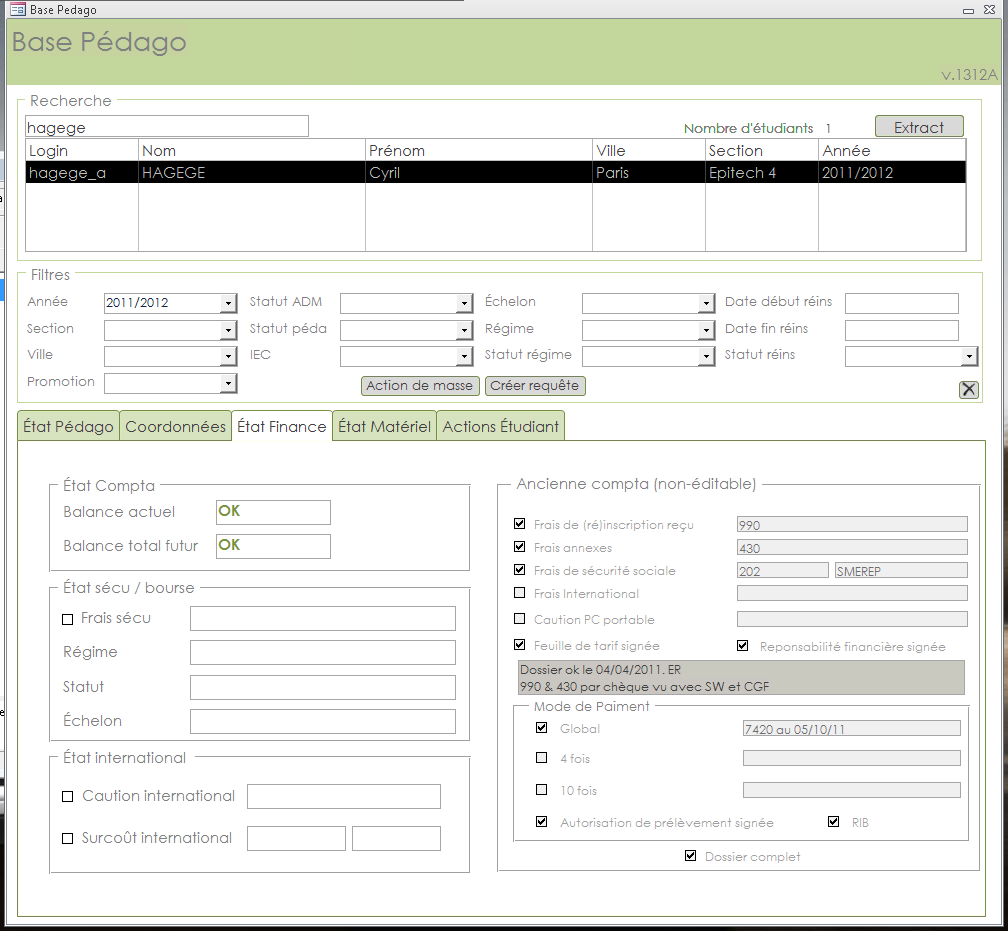 Base Pedago
Base Pédago
v.1312A
Recherche
hagege
Nombre d'étudiants 1 Extract
Login Nom Prénom Ville Section Année
hagege_a HAGEGE Cyril Paris Epitech 4 2011/2012
Filtres
Année 2011/2012 Statut ADM Échelon Date début réins
Section Statut péda Régime Date fin réins
Ville IEC Statut régime Statut réins
Promotion Action de masse Créer requête
État Pédago Coordonnées État Finance État Matériel Actions Étudiant
État Compta
Balance actuel OK
Balance total futur OK
État sécu / bourse
Frais sécu
Régime
Statut
Échelon
État international
Caution international
Surcoût international
Ancienne compta (non-éditable)
Frais de (ré)inscription reçu 990
Frais annexes 430
Frais de sécurité sociale 202 SMEREP
Frais International
Caution PC portable
Feuille de tarif signée Reponsabilité financière signée
Dossier ok le 04/04/2011. ER
990 & 430 par chèque vu avec SW et CGF
Mode de Paiment
Global 7420 au 05/10/11
4 fois
10 fois
Autorisation de prélèvement signée RIB
Dossier complet